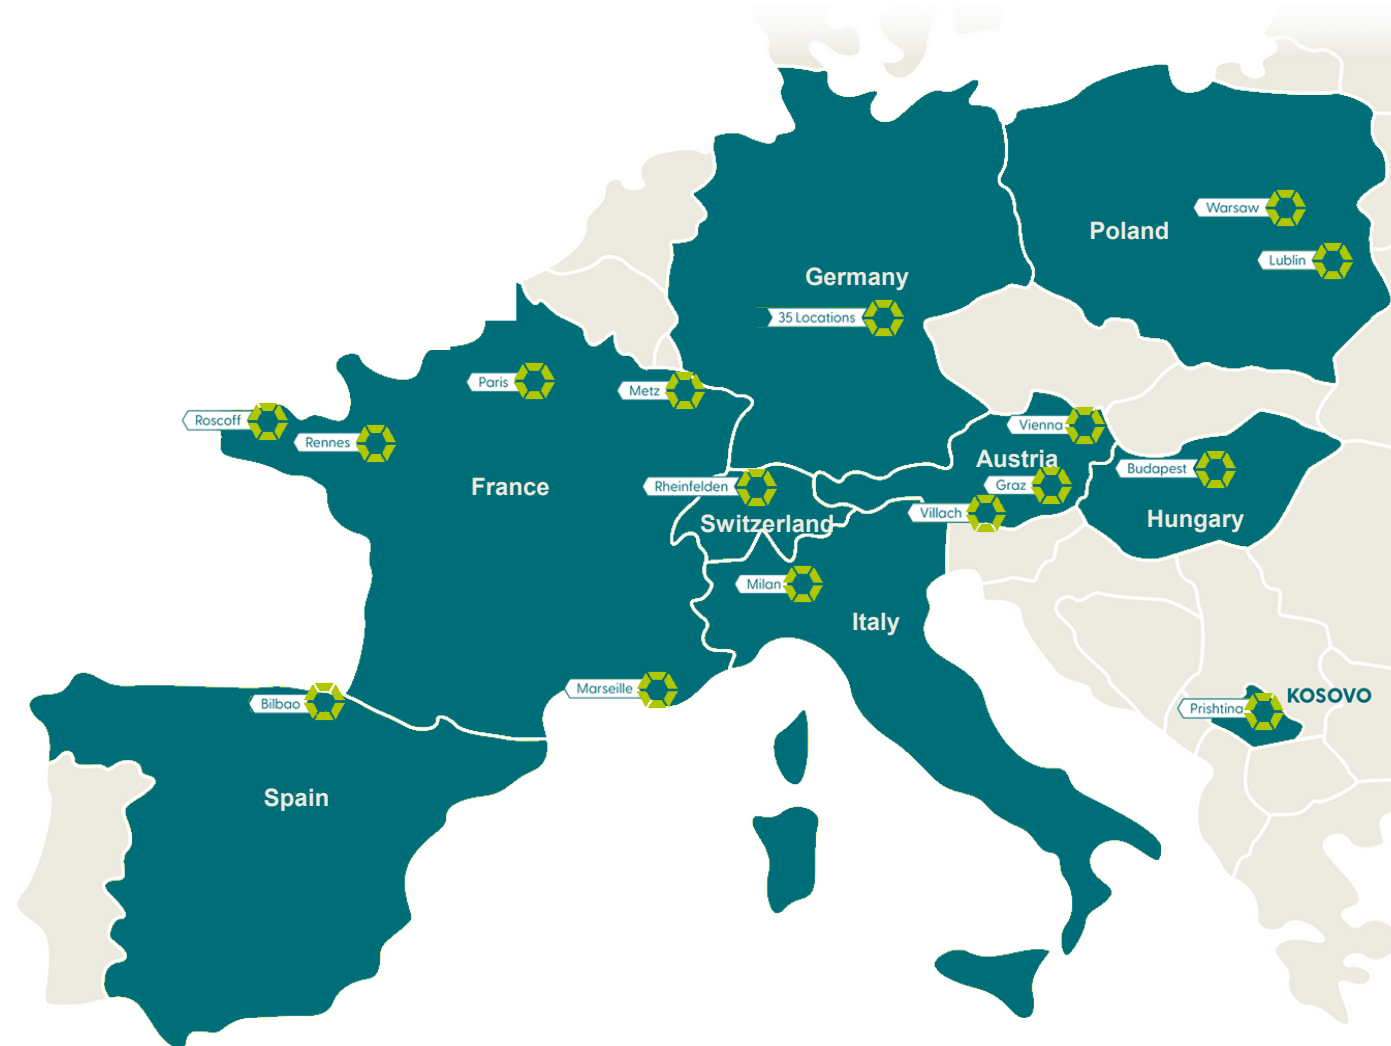 Warsaw
Poland
Lublin
Germany
35 Locations
Paris
Metz
Roscoff
Rennes
Vienna
Austria
Budapest
France
Rheinfelden
Graz
Villach
Switzerland
Hungary
Milan
Italy
Marseille
Bilbao
KOSOVO
Prishtina
Spain